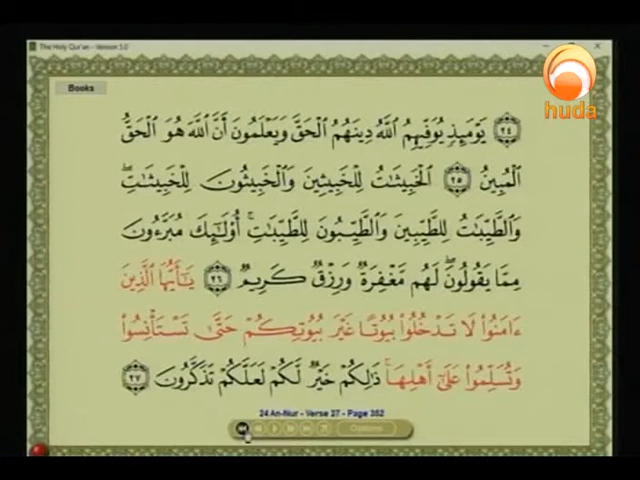 The Holy Qur'an - Version 1.0
Books
huda
٢٤ يَوْمَئِذٍ يُوَفِّيهِمُ ٱللَّهُ دِينَهُمُ ٱلْحَقَّ وَيَعْلَمُونَ أَنَّ ٱللَّهَ هُوَ ٱلْحَقُّ
ٱلْمُبِينُ ٢٥ ٱلْخَبِيثَٰتُ لِلْخَبِيثِينَ وَٱلْخَبِيثُونَ لِلْخَبِيثَٰتِ ۖ
وَٱلطَّيِّبَٰتُ لِلطَّيِّبِينَ وَٱلطَّيِّبُونَ لِلطَّيِّبَٰتِ ۚ أُو۟لَٰٓئِكَ مُبَرَّءُونَ
مِمَّا يَقُولُونَ ۖ لَهُم مَّغْفِرَةٌ وَرِزْقٌ كَرِيمٌ ٢٦ يَٰٓأَيُّهَا ٱلَّذِينَ
ءَامَنُوا۟ لَا تَدْخُلُوا۟ بُيُوتًا غَيْرَ بُيُوتِكُمْ حَتَّىٰ تَسْتَأْنِسُوا۟
وَتُسَلِّمُوا۟ عَلَىٰٓ أَهْلِهَا ۚ ذَٰلِكُمْ خَيْرٌ لَّكُمْ لَعَلَّكُمْ تَذَكَّرُونَ ٢٧
24 An-Nur - Verse 27 - Page 352
Options